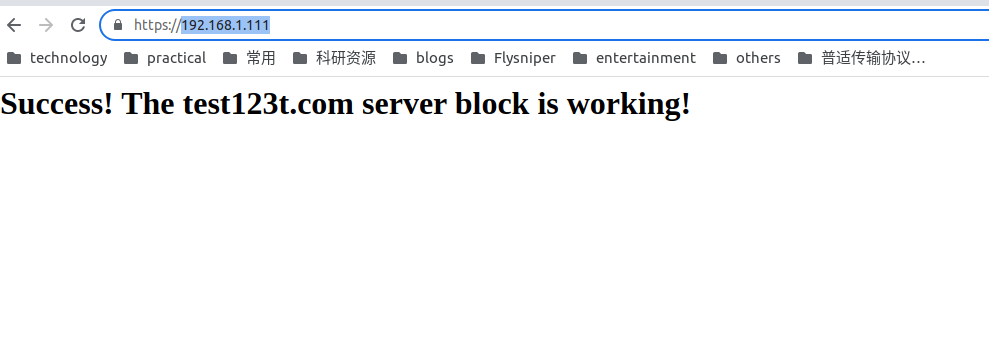 https://192.168.1.111
technology practical 常用 科研资源 blogs Flysniper entertainment others 普适传输协议…
Success! The test123t.com server block is working!